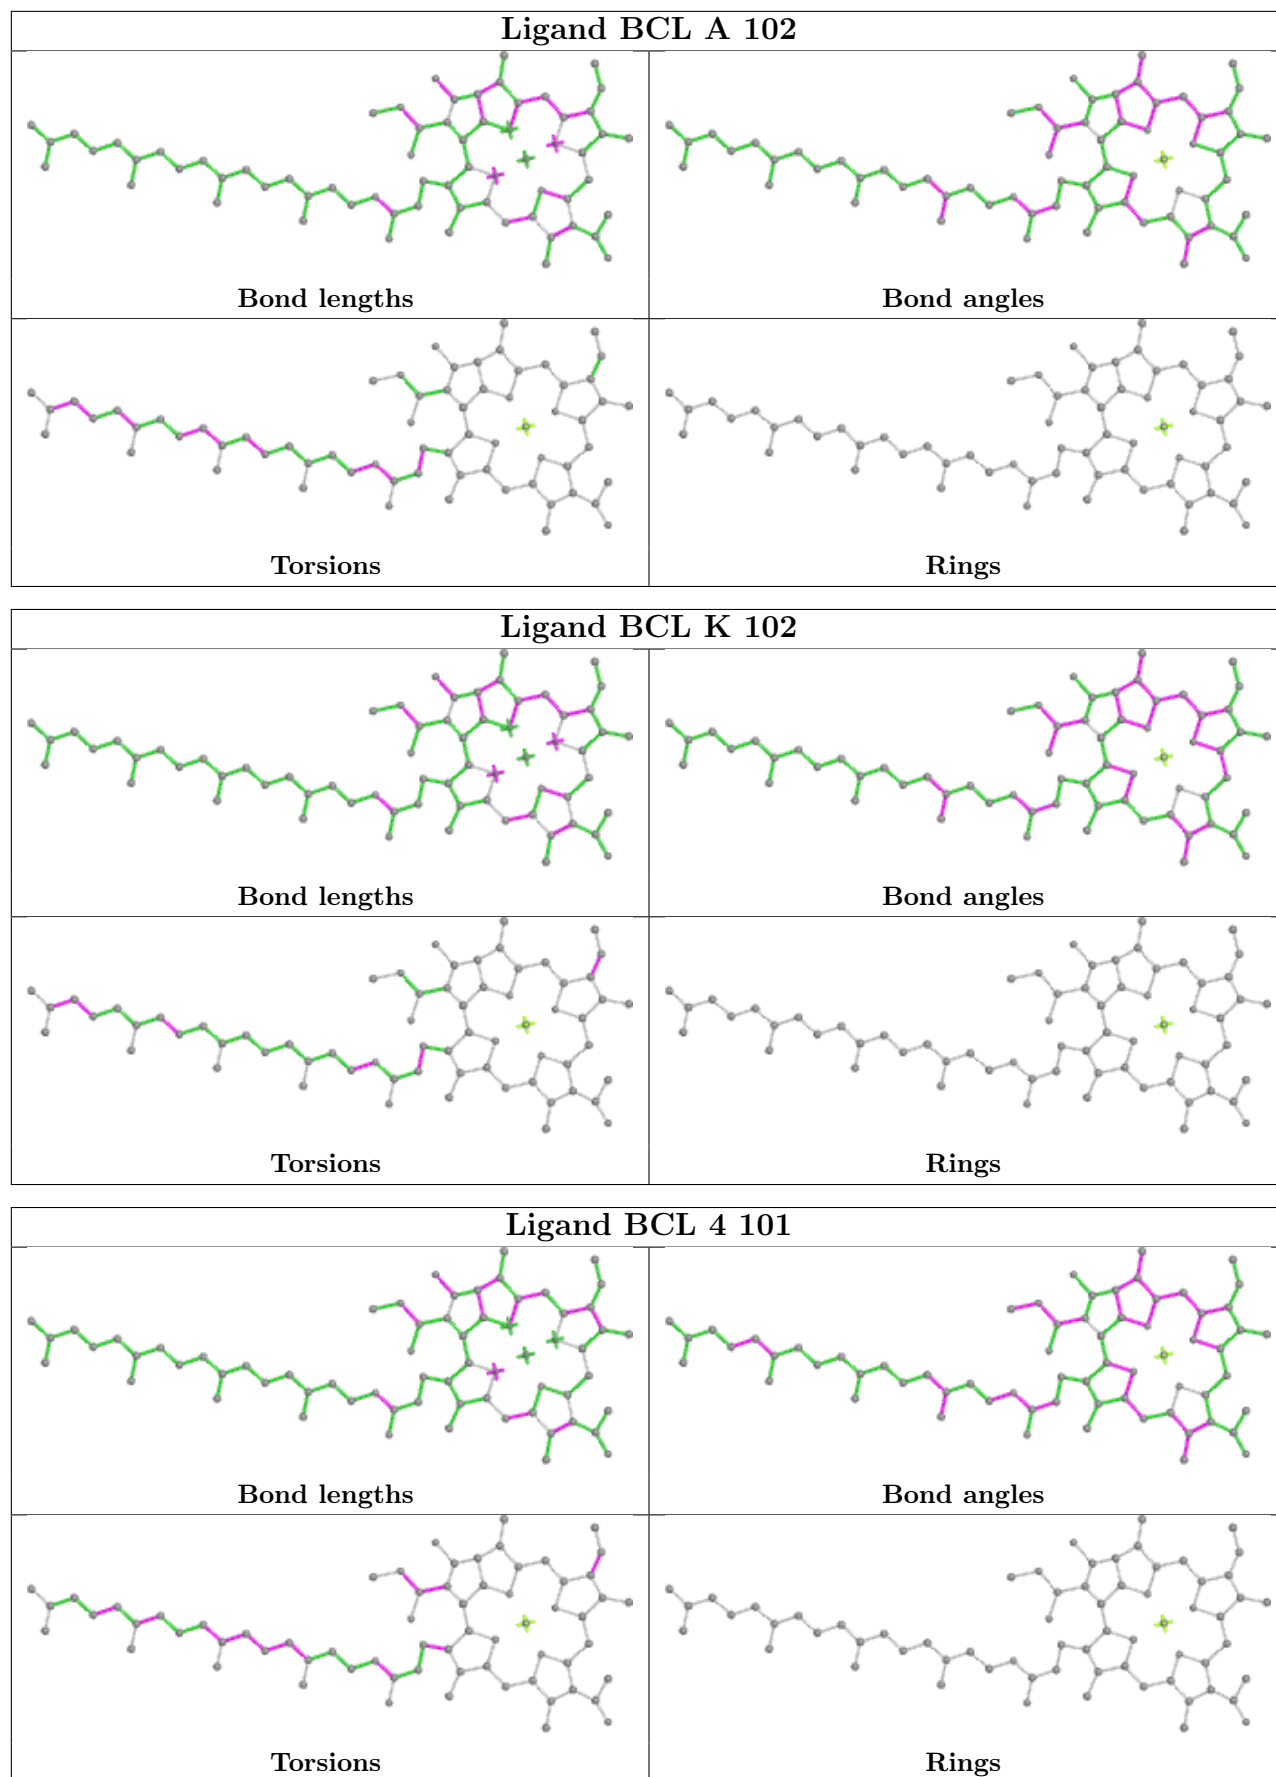 Ligand BCL A 102
Bond lengths
Bond angles
Torsions
Rings
Ligand BCL K 102
Bond lengths
Bond angles
Torsions
Rings
Ligand BCL 4 101
Bond lengths
Bond angles
Torsions
Rings